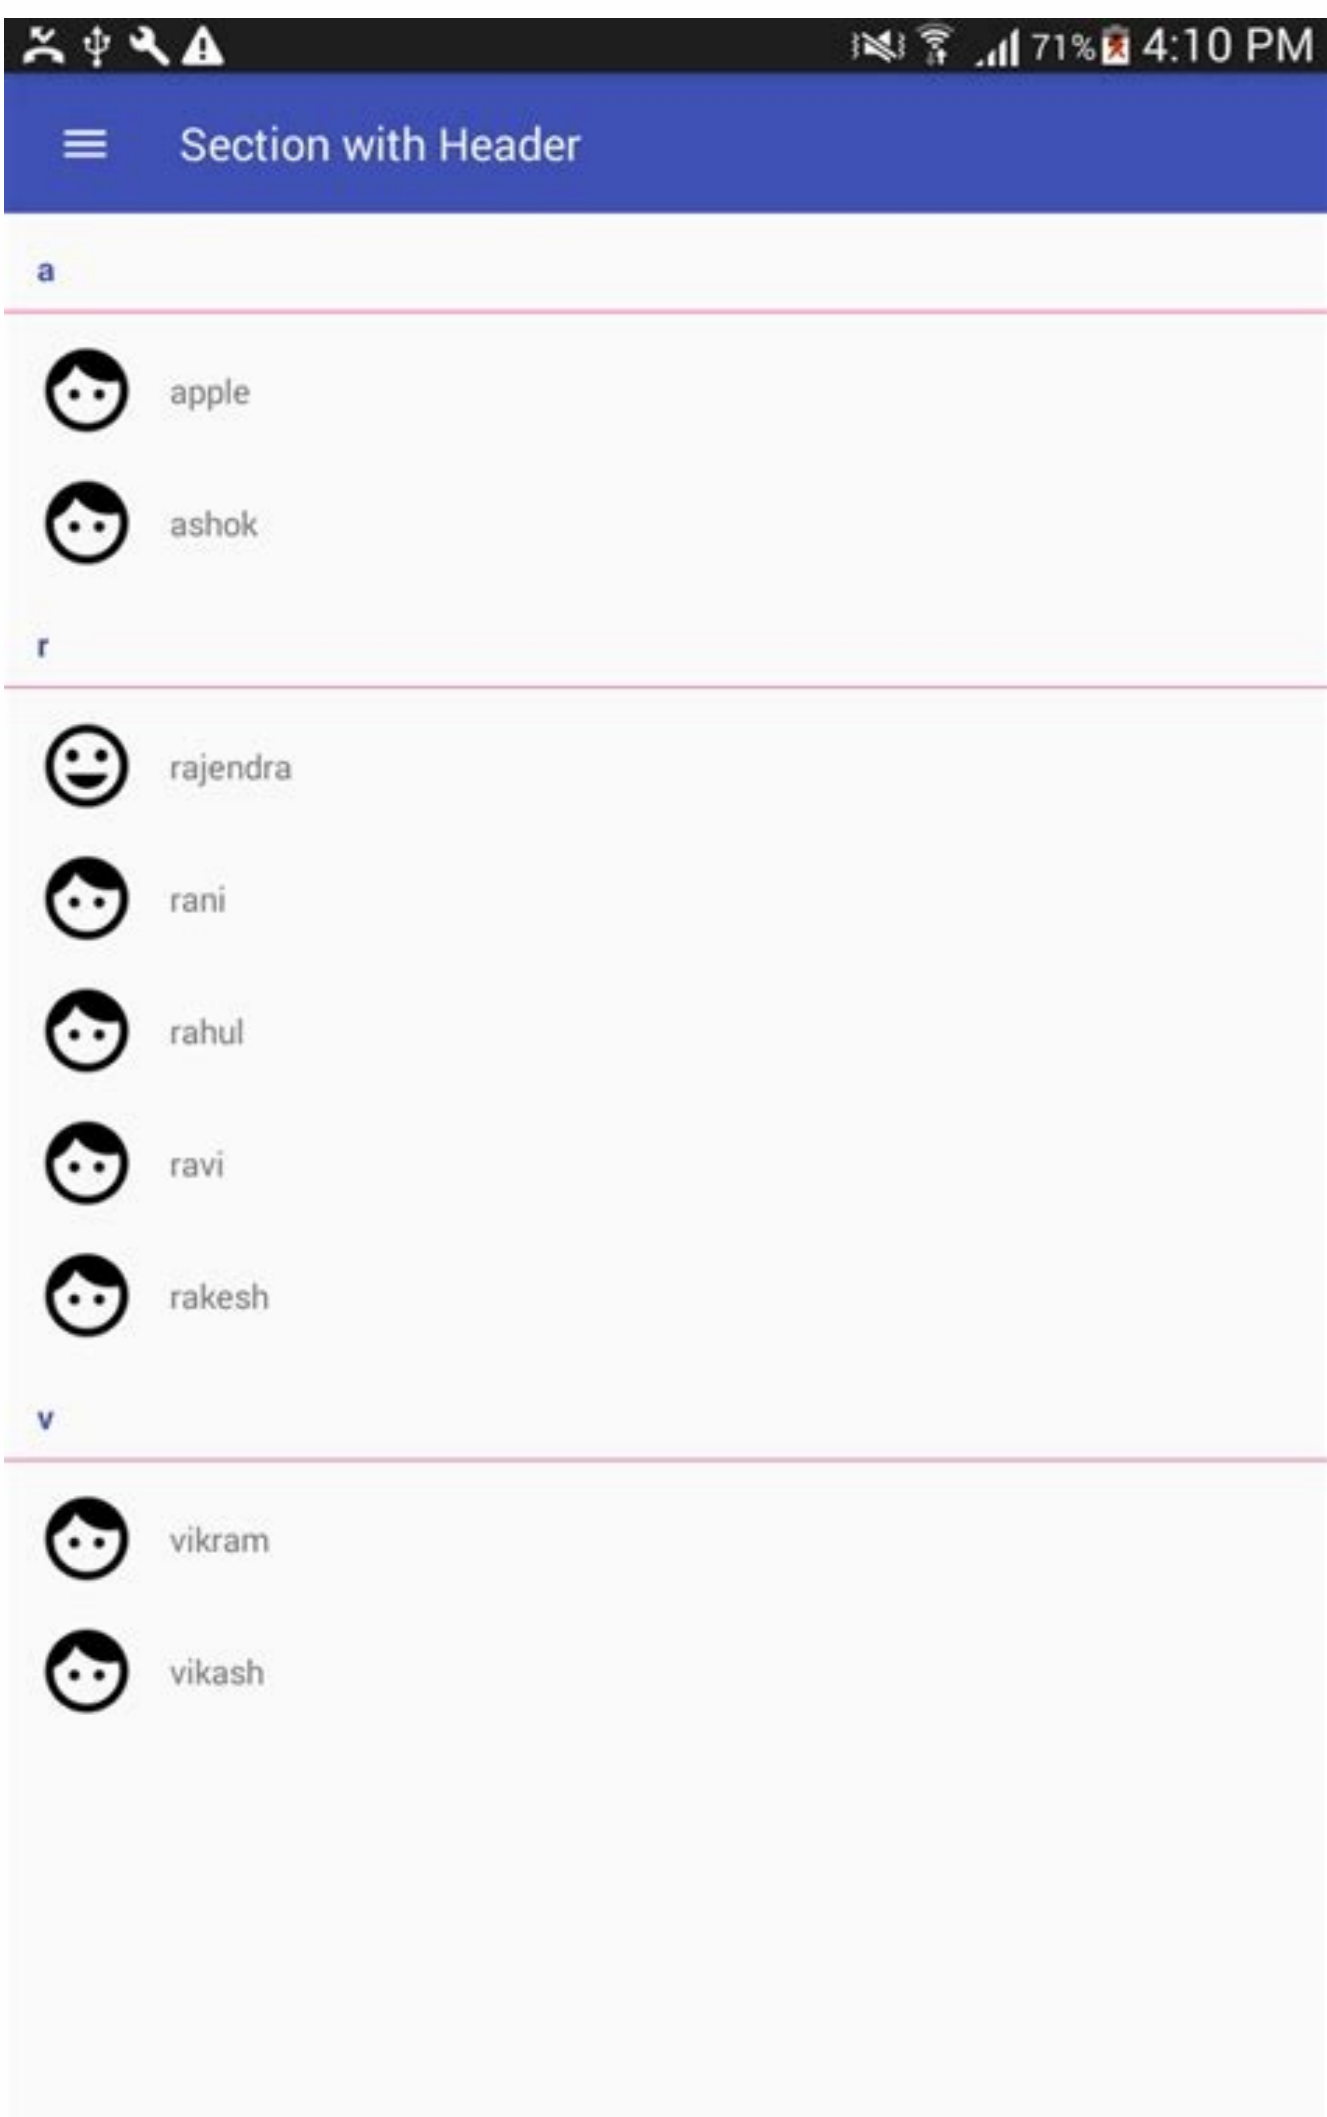 71% 4:10 PM
Section with Header
a
apple
ashok
r
rajendra
rani
rahul
ravi
rakesh
v
vikram
vikash